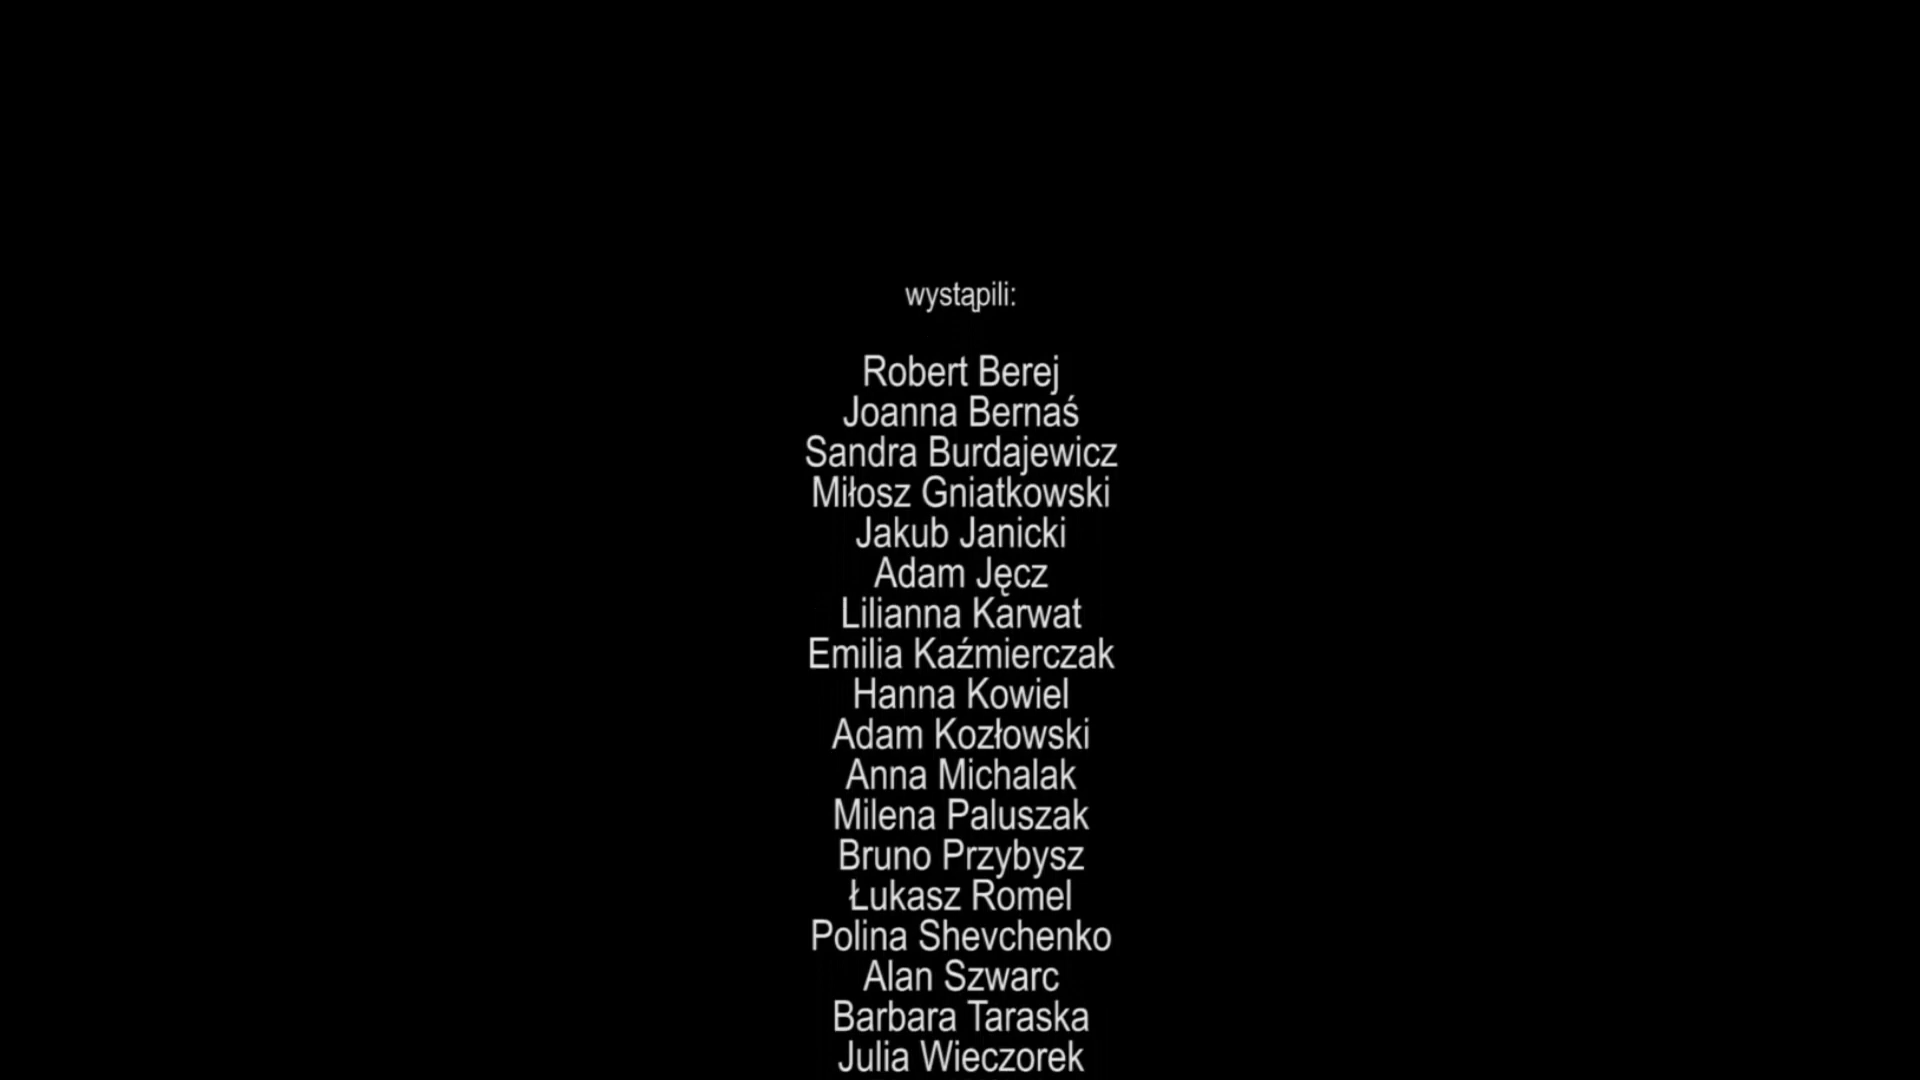 wystąpili:
Robert Berej
Joanna Bernaś
Sandra Burdajewicz
Miłosz Gniatkowski
Jakub Janicki
Adam Jęcz
Lilianna Karwat
Emilia Kaźmierczak
Hanna Kowiel
Adam Kozłowski
Anna Michalak
Milena Paluszak
Bruno Przybysz
Łukasz Romel
Polina Shevchenko
Alan Szwarc
Barbara Taraska
Julia Wieczorek